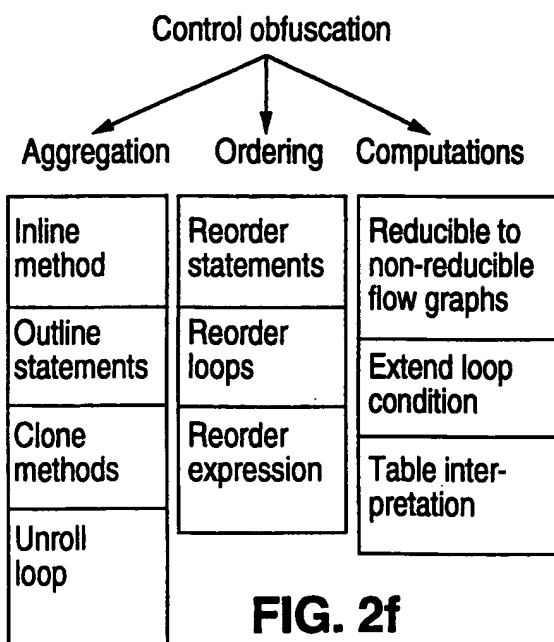 Control obfuscation
Aggregation
Ordering
Computations
Inline
method
Outline
statements
Clone
methods
Unroll
loop
Reorder
statements
Reorder
loops
Reorder
expression
Reducible to
non-reducible
flow graphs
Extend loop
condition
Table inter-
pretation
FIG. 2f